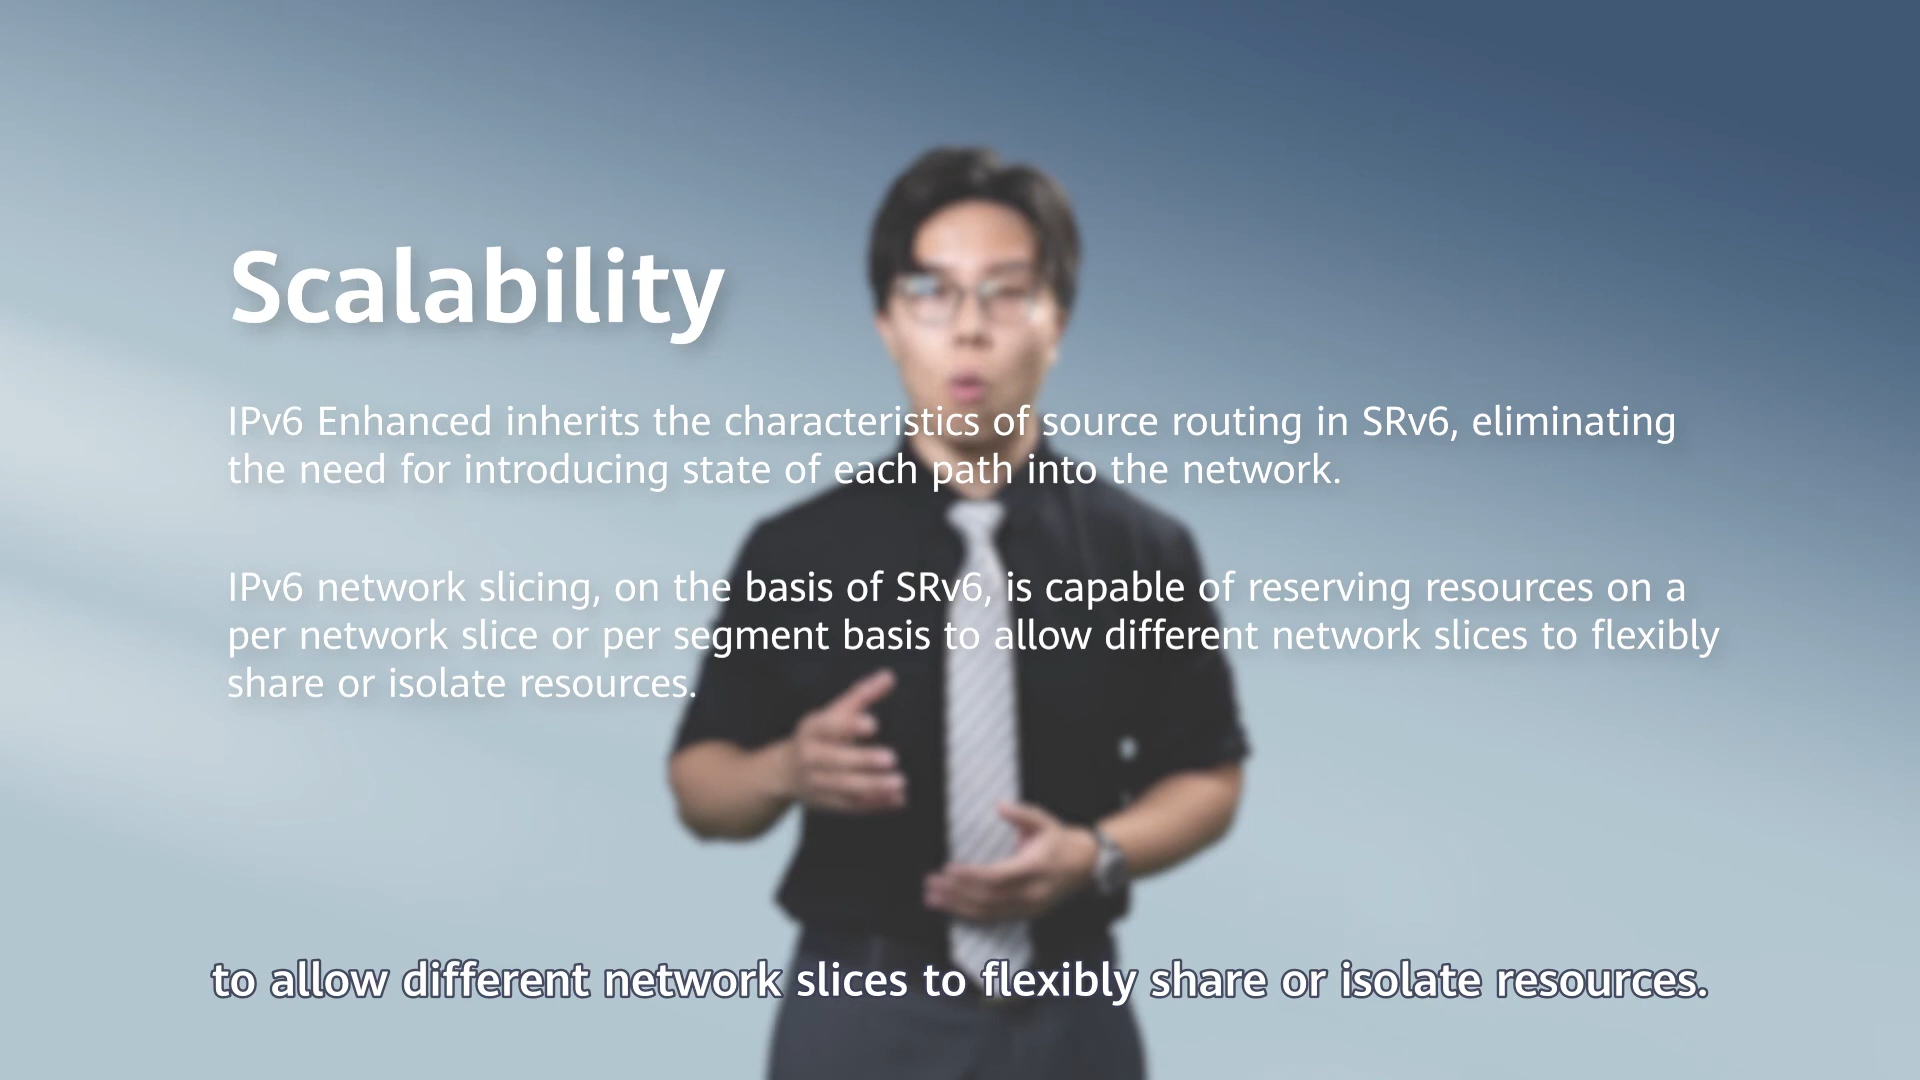 Scalability
IPv6 Enhanced inherits the characteristics of source routing in SRv6, eliminating
the need for introducing state of each path into the network.
IPv6 network slicing, on the basis of SRv6, is capable of reserving resources on a
per network slice or per segment basis to allow different network slices to flexibly
share or isolate resources.
to allow different network slices to flexibly share or isolate resources.